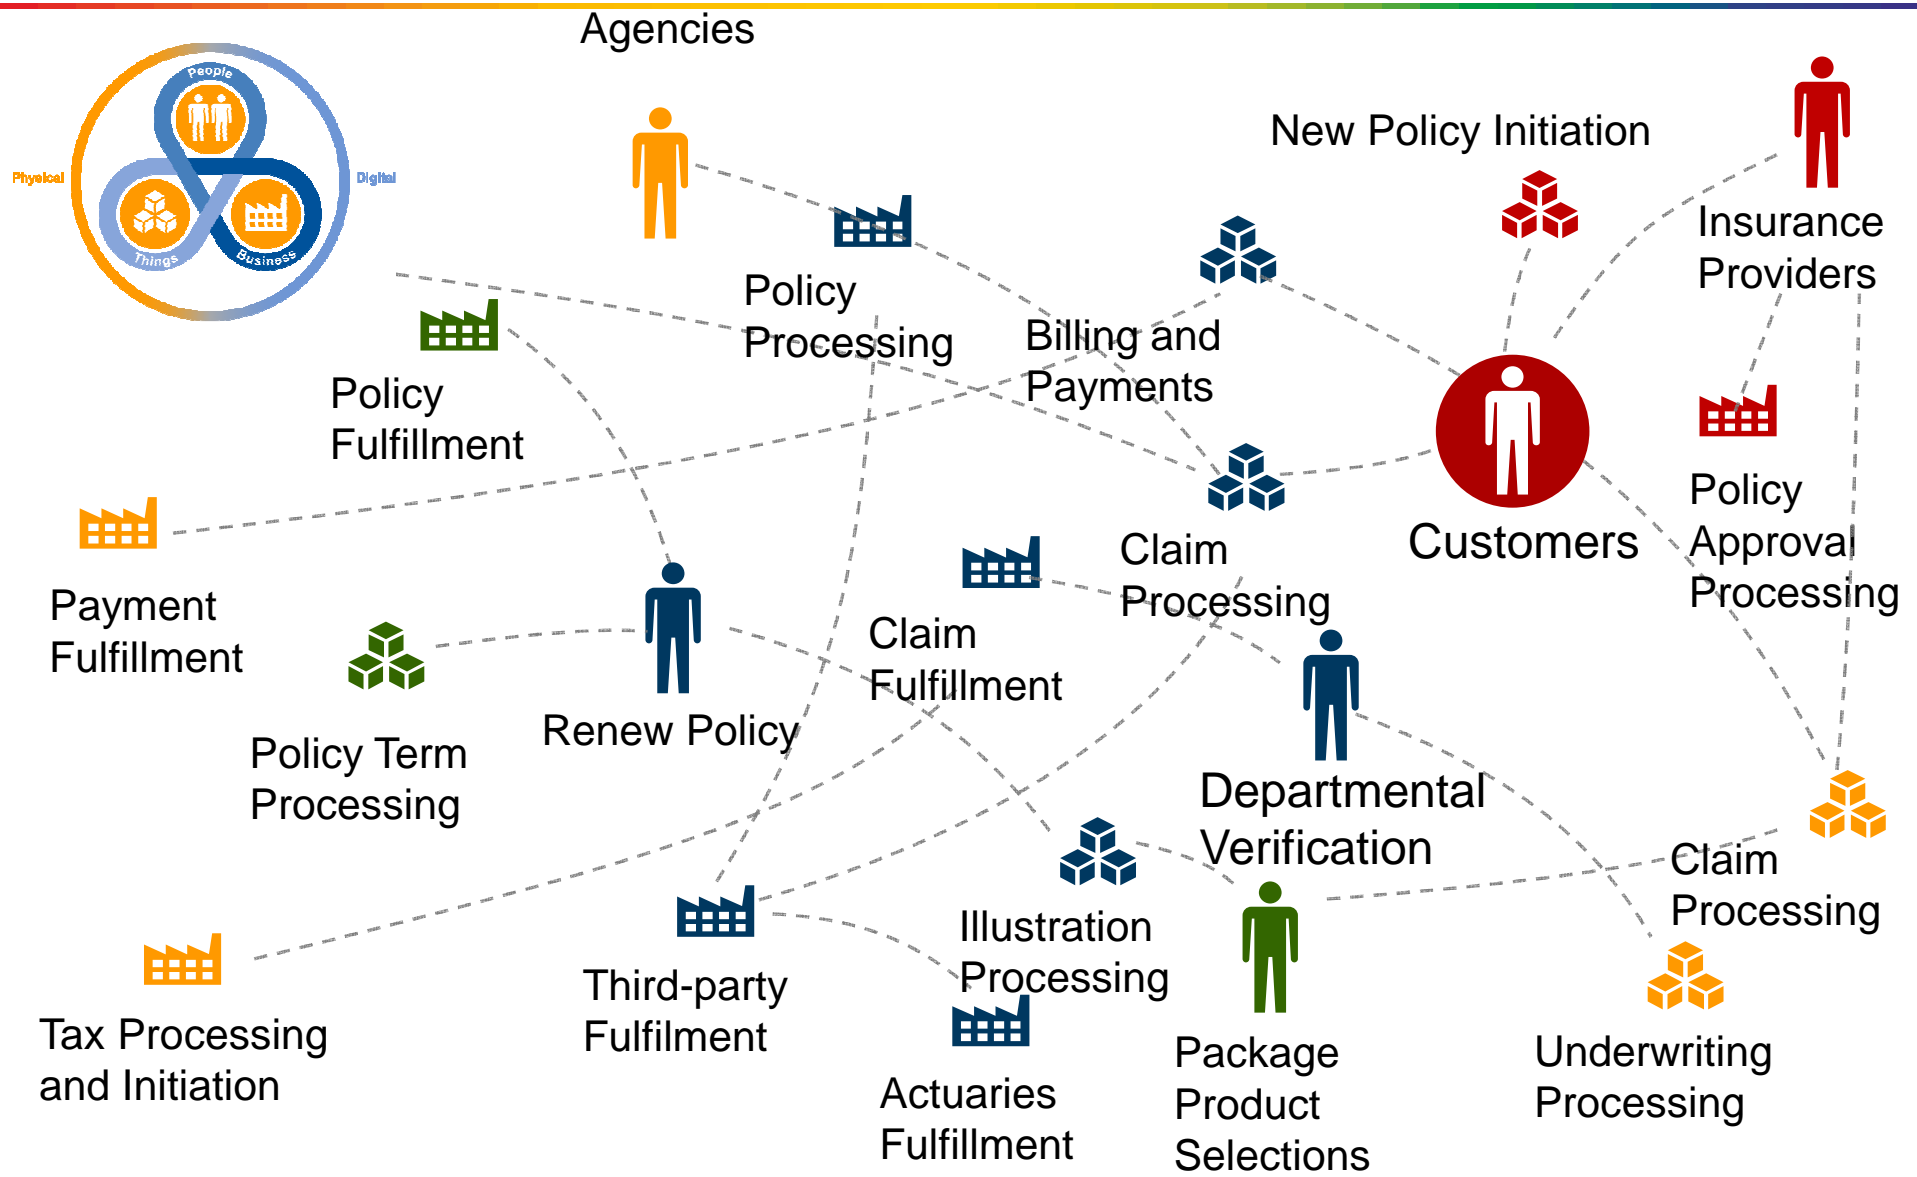 Agencies
People
Physical
Digital
Things
Business
New Policy Initiation
Insurance
Providers
Policy
Processing
Billing and
Payments
Policy
Fulfillment
Customers
Policy
Approval
Processing
Payment
Fulfillment
Claim
Processing
Claim
Fulfillment
Renew Policy
Policy Term
Processing
Departmental
Verification
Claim
Processing
Illustration
Processing
Third-party
Fulfilment
Tax Processing
and Initiation
Actuaries
Fulfillment
Package
Product
Selections
Underwriting
Processing